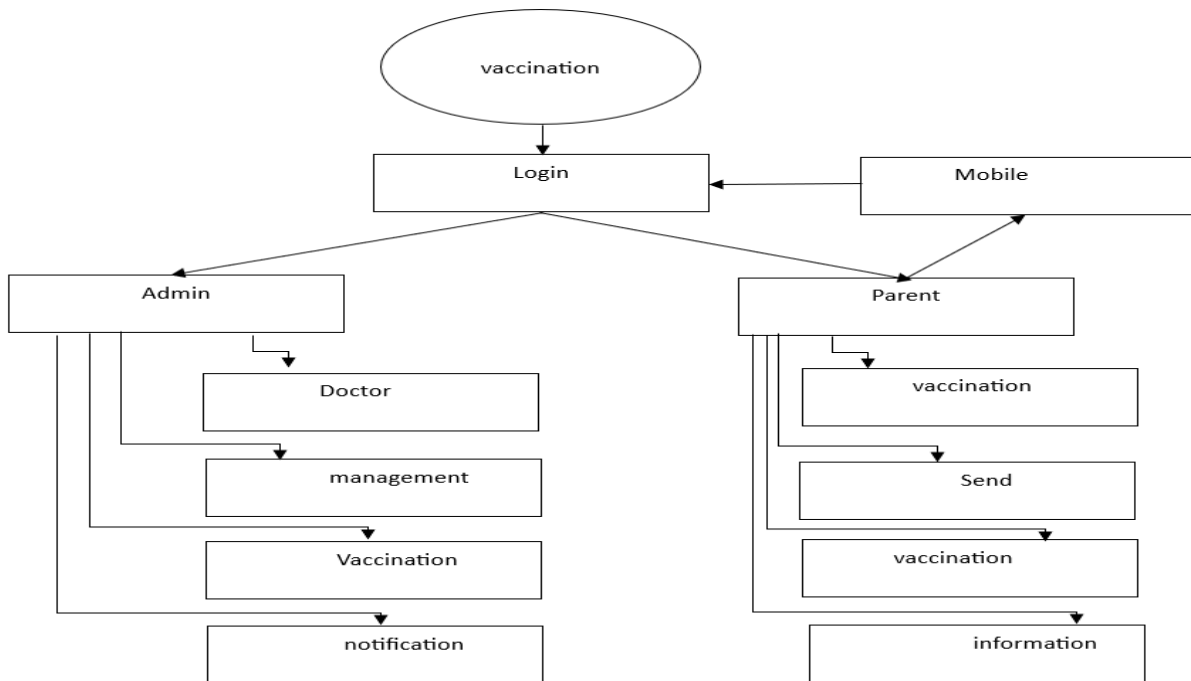 vaccination
Login
Mobile
Admin
Parent
Doctor
vaccination
management
Send
Vaccination
vaccination
notification
information